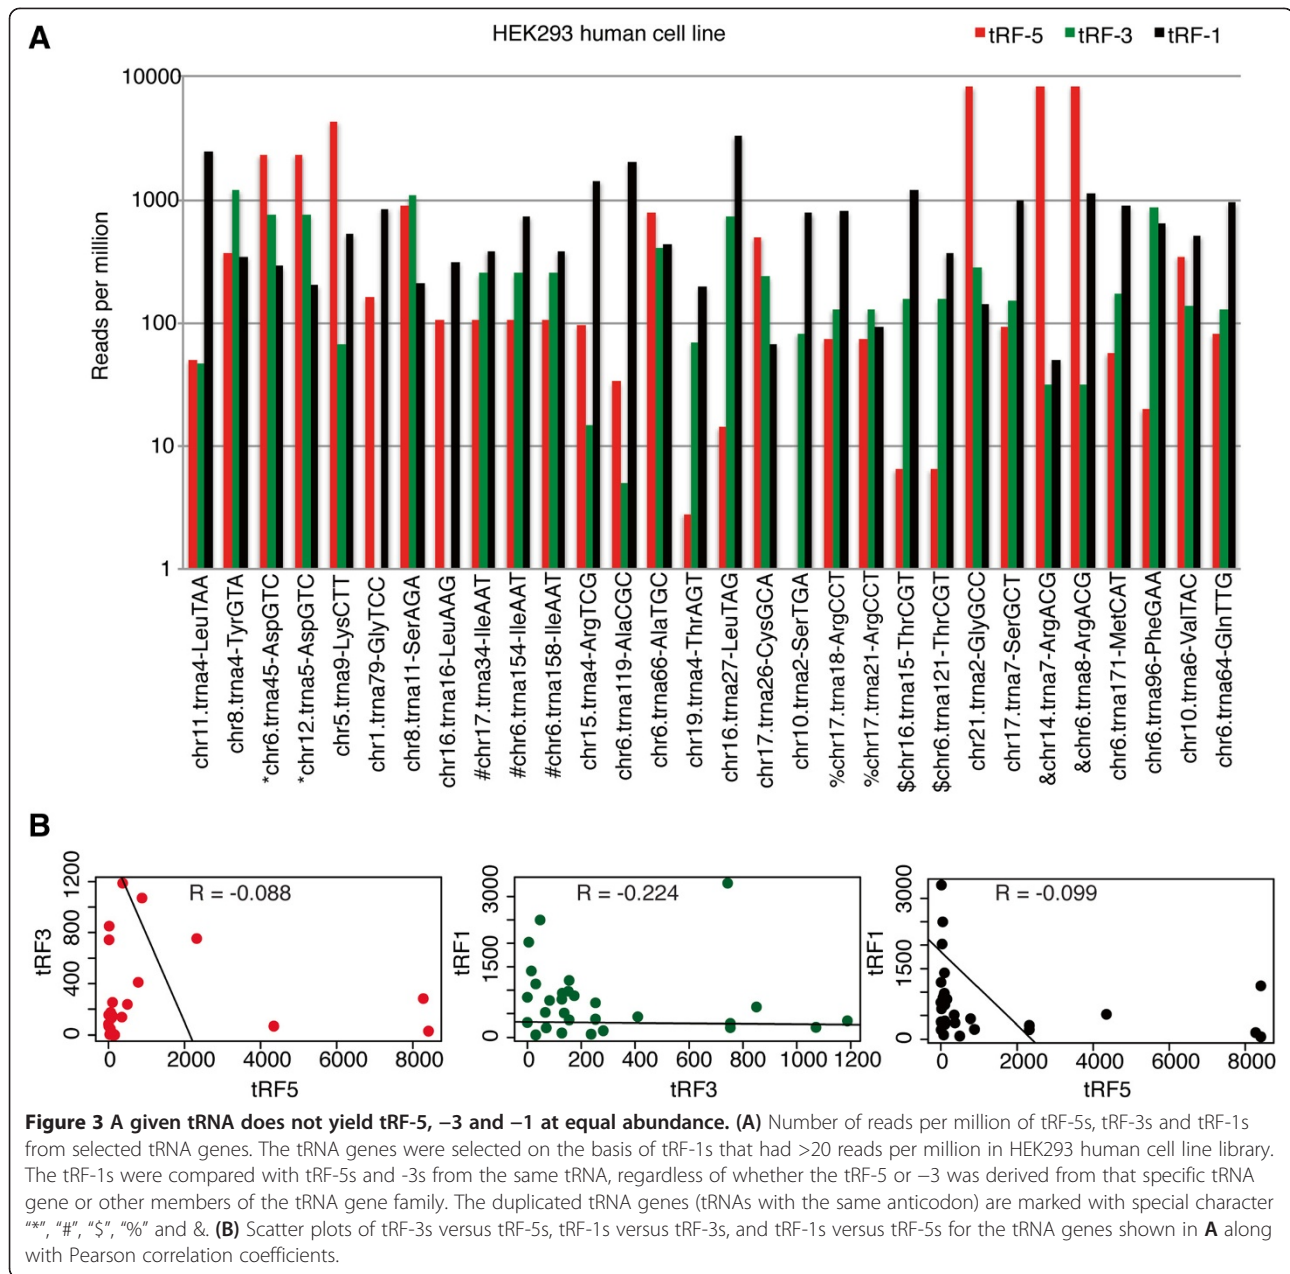 A
HEK293 human cell line
tRF-5 tRF-3 tRF-1
Reads per million
10000
1000
100
10
1
chr11.trna4-LeuTAA
chr8.trna4-TyrGTA
*chr6.trna45-AspGTC
*chr12.trna5-AspGTC
chr5.trna9-LysCTT
chr1.trna79-GlyTCC
chr8.trna11-SerAGA
chr16.trna16-LeuAAG
#chr17.trna34-IleAAT
#chr6.trna154-IleAAT
#chr6.trna158-IleAAT
chr15.trna4-ArgTCG
chr6.trna119-AlaCGC
chr6.trna66-AlaTGC
chr19.trna4-ThrAGT
chr16.trna27-LeuTAG
chr17.trna26-CysGCA
chr10.trna2-SerTGA
%chr17.trna18-ArgCCT
%chr17.trna21-ArgCCT
$chr16.trna15-ThrCGT
$chr6.trna121-ThrCGT
chr21.trna2-GlyGCC
chr17.trna7-SerGCT
&chr14.trna7-ArgACG
&chr6.trna8-ArgACG
chr6.trna171-MetCAT
chr6.trna96-PheGAA
chr10.trna6-ValTAC
chr6.trna64-GlnTTG
B
R = -0.088
tRF3
0 400 800 1200
0 2000 4000 6000 8000
tRF5
R = -0.224
tRF1
0 1500 3000
0 200 400 600 800 1000 1200
tRF3
R = -0.099
tRF1
0 1500 3000
0 2000 4000 6000 8000
tRF5
Figure 3 A given tRNA does not yield tRF-5, −3 and −1 at equal abundance. (A) Number of reads per million of tRF-5s, tRF-3s and tRF-1s
from selected tRNA genes. The tRNA genes were selected on the basis of tRF-1s that had >20 reads per million in HEK293 human cell line library.
The tRF-1s were compared with tRF-5s and -3s from the same tRNA, regardless of whether the tRF-5 or −3 was derived from that specific tRNA
gene or other members of the tRNA gene family. The duplicated tRNA genes (tRNAs with the same anticodon) are marked with special character
“*”, “#”, “$”, “%” and &. (B) Scatter plots of tRF-3s versus tRF-5s, tRF-1s versus tRF-3s, and tRF-1s versus tRF-5s for the tRNA genes shown in A along
with Pearson correlation coefficients.